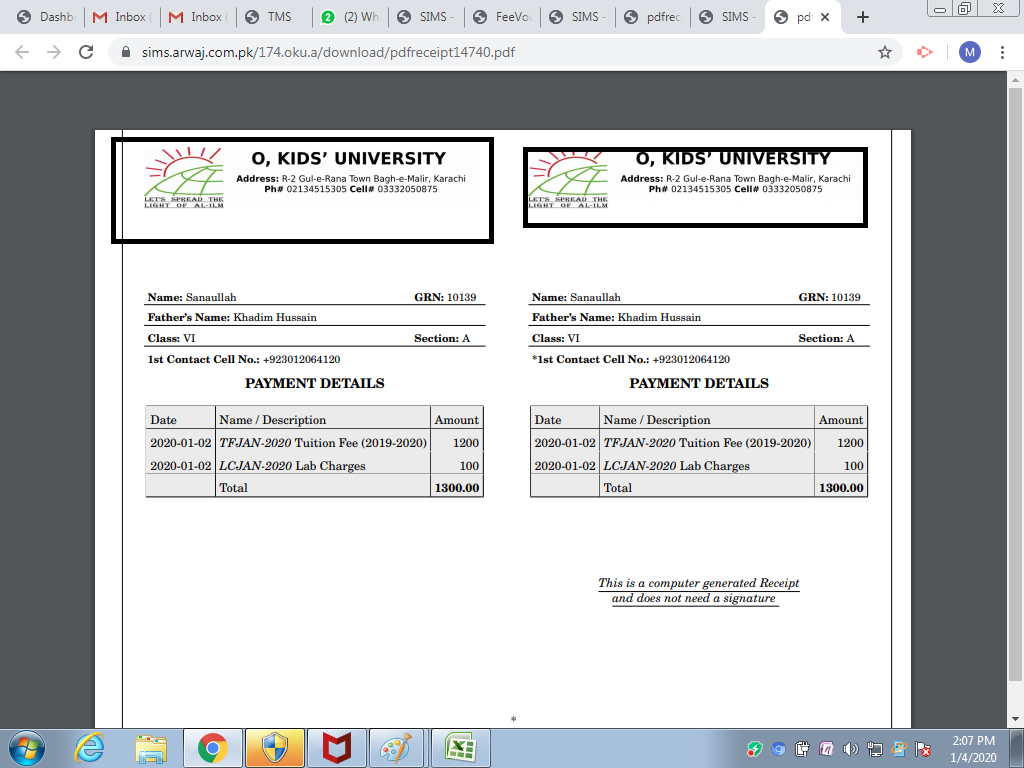 Dashb
Inbox (
Inbox (
TMS
2 (2) Wh
SIMS -
FeeVo
SIMS -
pdfrec
SIMS -
pd
sims.arwaj.com.pk/174.oku.a/download/pdfreceipt14740.pdf
M
O, KIDS’ UNIVERSITY
Address: R-2 Gul-e-Rana Town Bagh-e-Malir, Karachi
Ph# 02134515305 Cell# 03332050875
LET'S SPREAD THE
LIGHT OF AL-ILM
Name: Sanaullah GRN: 10139
Father’s Name: Khadim Hussain
Class: VI Section: A
1st Contact Cell No.: +923012064120
PAYMENT DETAILS
Date Name / Description Amount
2020-01-02 TFJAN-2020 Tuition Fee (2019-2020) 1200
2020-01-02 LCJAN-2020 Lab Charges 100
Total 1300.00
O, KIDS’ UNIVERSITY
Address: R-2 Gul-e-Rana Town Bagh-e-Malir, Karachi
Ph# 02134515305 Cell# 03332050875
LET'S SPREAD THE
LIGHT OF AL-ILM
Name: Sanaullah GRN: 10139
Father’s Name: Khadim Hussain
Class: VI Section: A
*1st Contact Cell No.: +923012064120
PAYMENT DETAILS
Date Name / Description Amount
2020-01-02 TFJAN-2020 Tuition Fee (2019-2020) 1200
2020-01-02 LCJAN-2020 Lab Charges 100
Total 1300.00
This is a computer generated Receipt
and does not need a signature
*
2:07 PM
1/4/2020